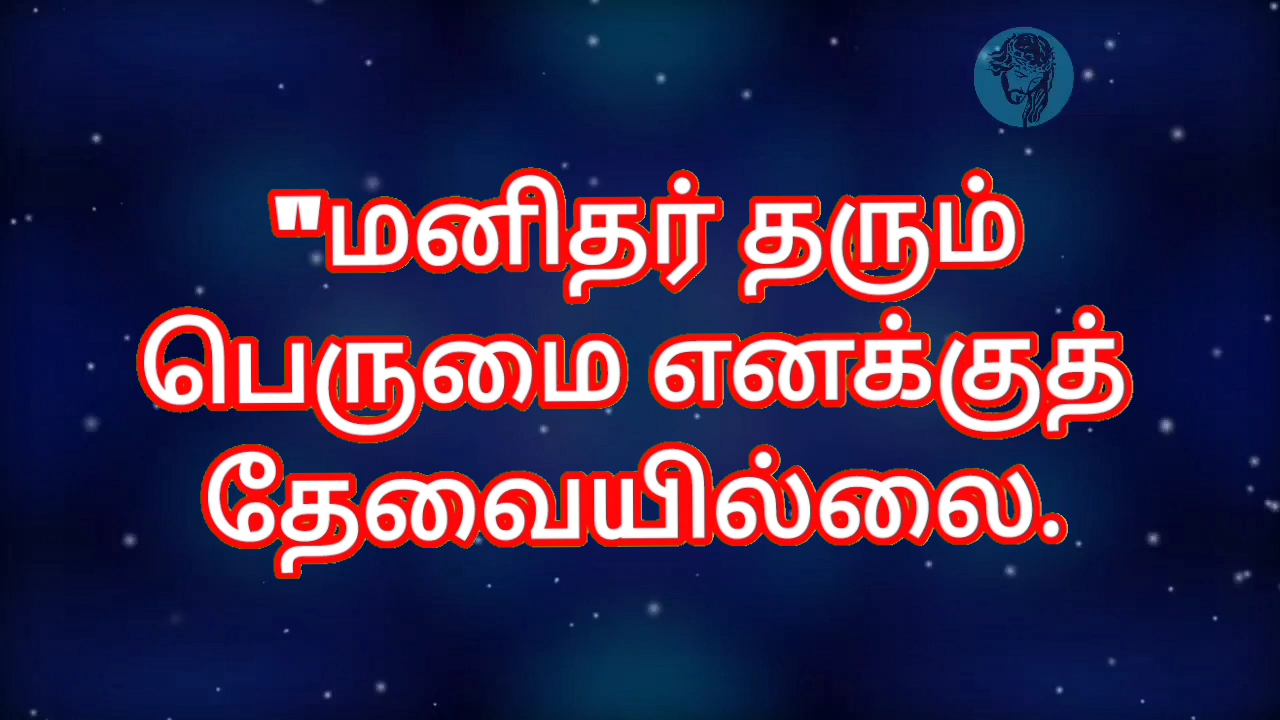 "மனிதர் தரும்
பெருமை எனக்குத்
தேவையில்லை.